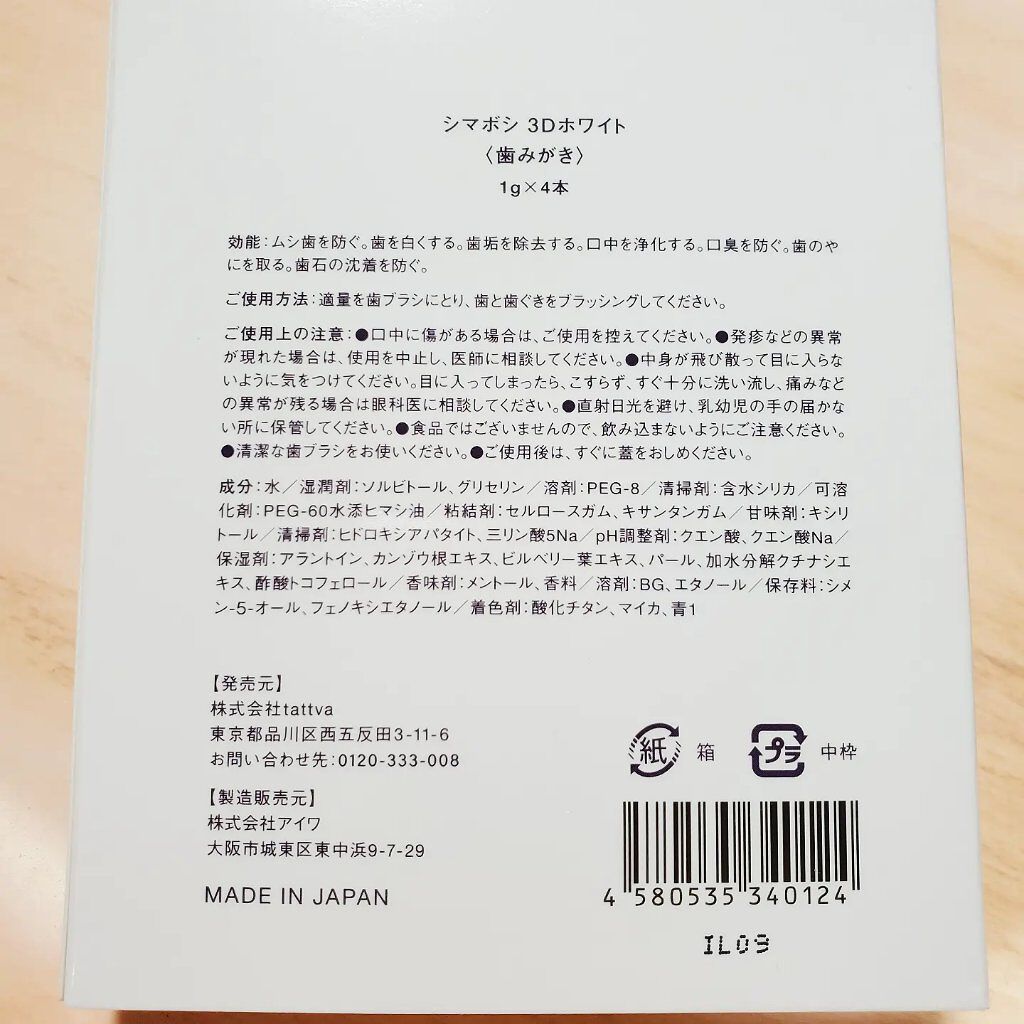 シマボシ 3Dホワイト
〈歯みがき〉
1g×4本
効能：ムシ歯を防ぐ。歯を白くする。歯垢を除去する。口中を浄化する。口臭を防ぐ。歯のや
にを取る。歯石の沈着を防ぐ。
ご使用方法：適量を歯ブラシにとり、歯と歯ぐきをブラッシングしてください。
ご使用上の注意：●口中に傷がある場合は、ご使用を控えてください。●発疹などの異常
が現れた場合は、使用を中止し、医師に相談してください。●中身が飛び散って目に入らな
いように気をつけてください。目に入ってしまったら、こすらず、すぐ十分に洗い流し、痛みなど
の異常が残る場合は眼科医に相談してください。●直射日光を避け、乳幼児の手の届かな
い所に保管してください。●食品ではございませんので、飲み込まないようにご注意ください。
●清潔な歯ブラシをお使いください。●ご使用後は、すぐに蓋をおしめください。
成分：水／湿潤剤：ソルビトール、グリセリン／溶剤：PEG-8／清掃剤：含水シリカ／可溶
化剤：PEG-60水添ヒマシ油／粘結剤：セルロースガム、キサンタンガム／甘味剤：キシリ
トール／清掃剤：ヒドロキシアパタイト、三リン酸5Na／pH調整剤：クエン酸、クエン酸Na／
保湿剤：アラントイン、カンゾウ根エキス、ビルベリー葉エキス、パール、加水分解クチナシエ
キス、酢酸トコフェロール／香味剤：メントール、香料／溶剤：BG、エタノール／保存料：シメ
ン-5-オール、フェノキシエタノール／着色剤：酸化チタン、マイカ、青1
【発売元】
株式会社tattva
東京都品川区西五反田3-11-6
お問い合わせ先：0120-333-008
紙 箱 プラ 中枠
【製造販売元】
株式会社アイワ
大阪市城東区東中浜9-7-29
MADE IN JAPAN
4 580535 340124
IL09